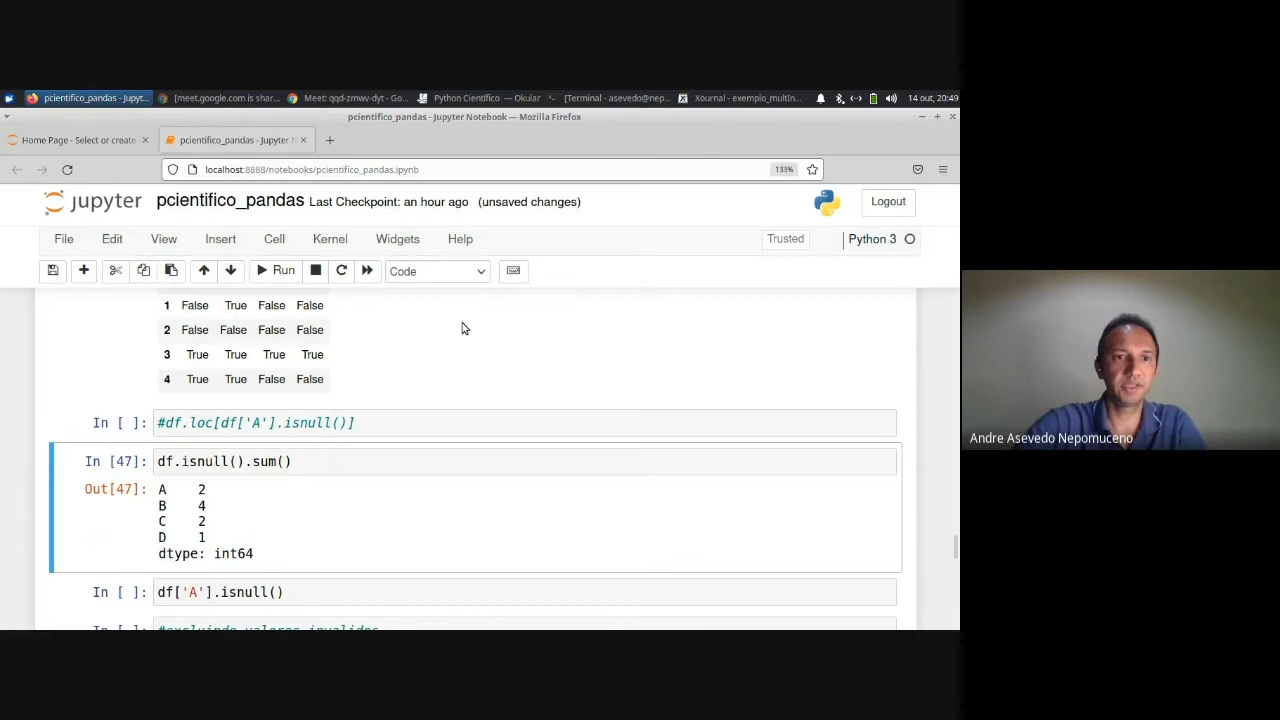 pcientifico_pandas - Jupyt... [meet.google.com is shar... Meet: qqd-zmww-dyt - Go... Python Científico — Okular [Terminal - asevedo@nep... Xournal - exemplo_multIn... 14 out, 20:49
pcientifico_pandas - Jupyter Notebook — Mozilla Firefox
Home Page - Select or create pcientifico_pandas - Jupyter N
localhost:8888/notebooks/pcientifico_pandas.ipynb 133%
jupyter pcientifico_pandas Last Checkpoint: an hour ago (unsaved changes) Logout
File Edit View Insert Cell Kernel Widgets Help Trusted Python 3
Run Code
1 False True False False
2 False False False False
3 True True True True
4 True True False False
In [ ]: #df.loc[df['A'].isnull()]
In [47]: df.isnull().sum()
Out[47]: A 2
B 4
C 2
D 1
dtype: int64
In [ ]: df['A'].isnull()
In [ ]: #excluindo valores invalidos
Andre Asevedo Nepomuceno